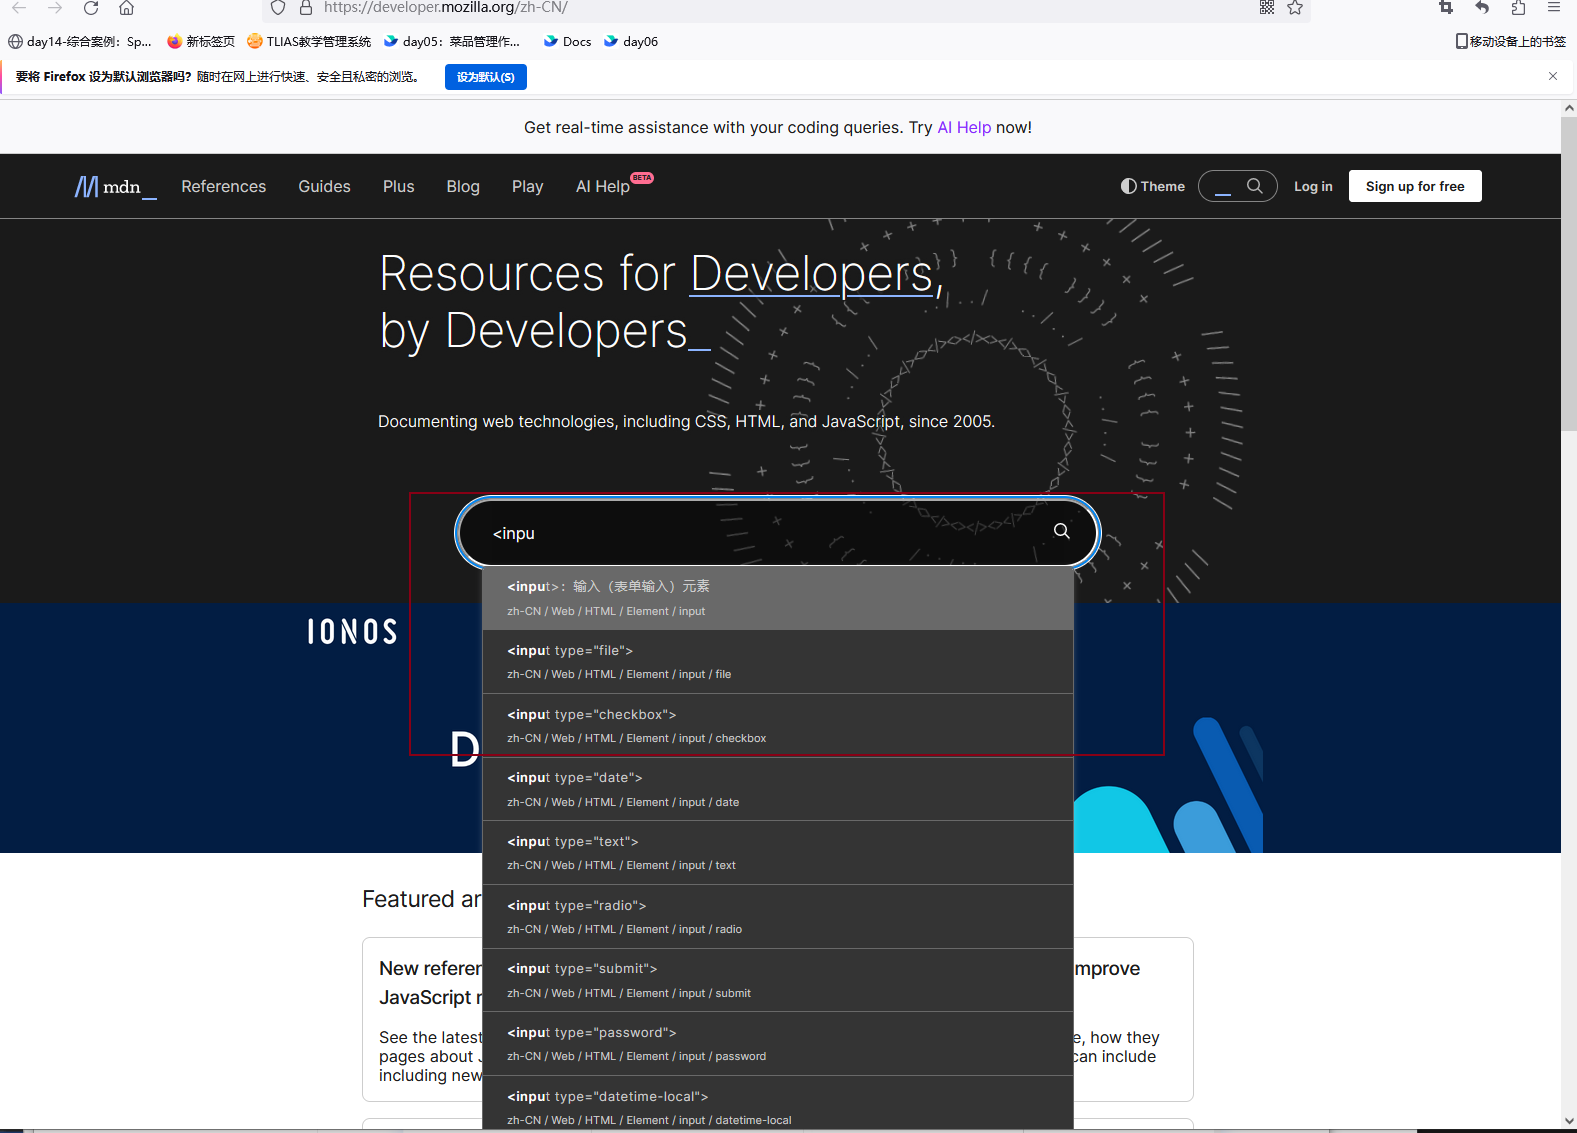 https://developer.mozilla.org/zh-CN/
day14-综合案例：Sp...
新标签页
TLIAS教学管理系统
day05：菜品管理作...
Docs
day06
移动设备上的书签
要将 Firefox 设为默认浏览器吗？随时在网上进行快速、安全且私密的浏览。
设为默认(S)
Get real-time assistance with your coding queries. Try AI Help now!
mdn_
References
Guides
Plus
Blog
Play
AI Help BETA
Theme
Log in
Sign up for free
Resources for Developers,
by Developers_
Documenting web technologies, including CSS, HTML, and JavaScript, since 2005.
<inpu
<input>：输入（表单输入）元素
zh-CN / Web / HTML / Element / input
IONOS
<input type="file">
zh-CN / Web / HTML / Element / input / file
<input type="checkbox">
zh-CN / Web / HTML / Element / input / checkbox
D
<input type="date">
zh-CN / Web / HTML / Element / input / date
<input type="text">
zh-CN / Web / HTML / Element / input / text
Featured ar
<input type="radio">
zh-CN / Web / HTML / Element / input / radio
<input type="submit">
zh-CN / Web / HTML / Element / input / submit
<input type="password">
zh-CN / Web / HTML / Element / input / password
<input type="datetime-local">
zh-CN / Web / HTML / Element / input / datetime-local
New referen
JavaScript r
See the latest
pages about J
including new
mprove
e, how they
can include